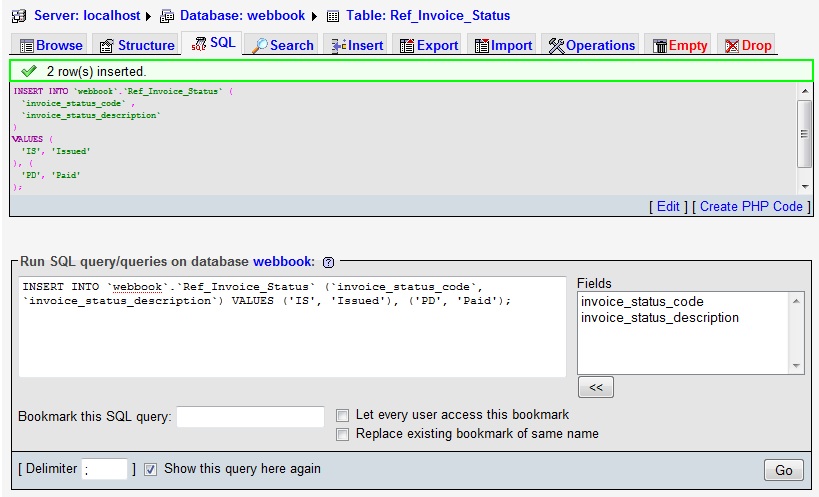 Server: localhost Database: webbook Table: Ref_Invoice_Status
Browse Structure SQL Search Insert Export Import Operations Empty Drop
2 row(s) inserted.
INSERT INTO `webbook`.`Ref_Invoice_Status` (
`invoice_status_code` ,
`invoice_status_description`
)
VALUES (
'IS', 'Issued'
), (
'PD', 'Paid'
);
[ Edit ] [ Create PHP Code ]
Run SQL query/queries on database webbook:
INSERT INTO `webbook`.`Ref_Invoice_Status` (`invoice_status_code`,
`invoice_status_description`) VALUES ('IS', 'Issued'), ('PD', 'Paid');
Fields
invoice_status_code
invoice_status_description
<<
Bookmark this SQL query:
Let every user access this bookmark
Replace existing bookmark of same name
[ Delimiter ; ] Show this query here again
Go